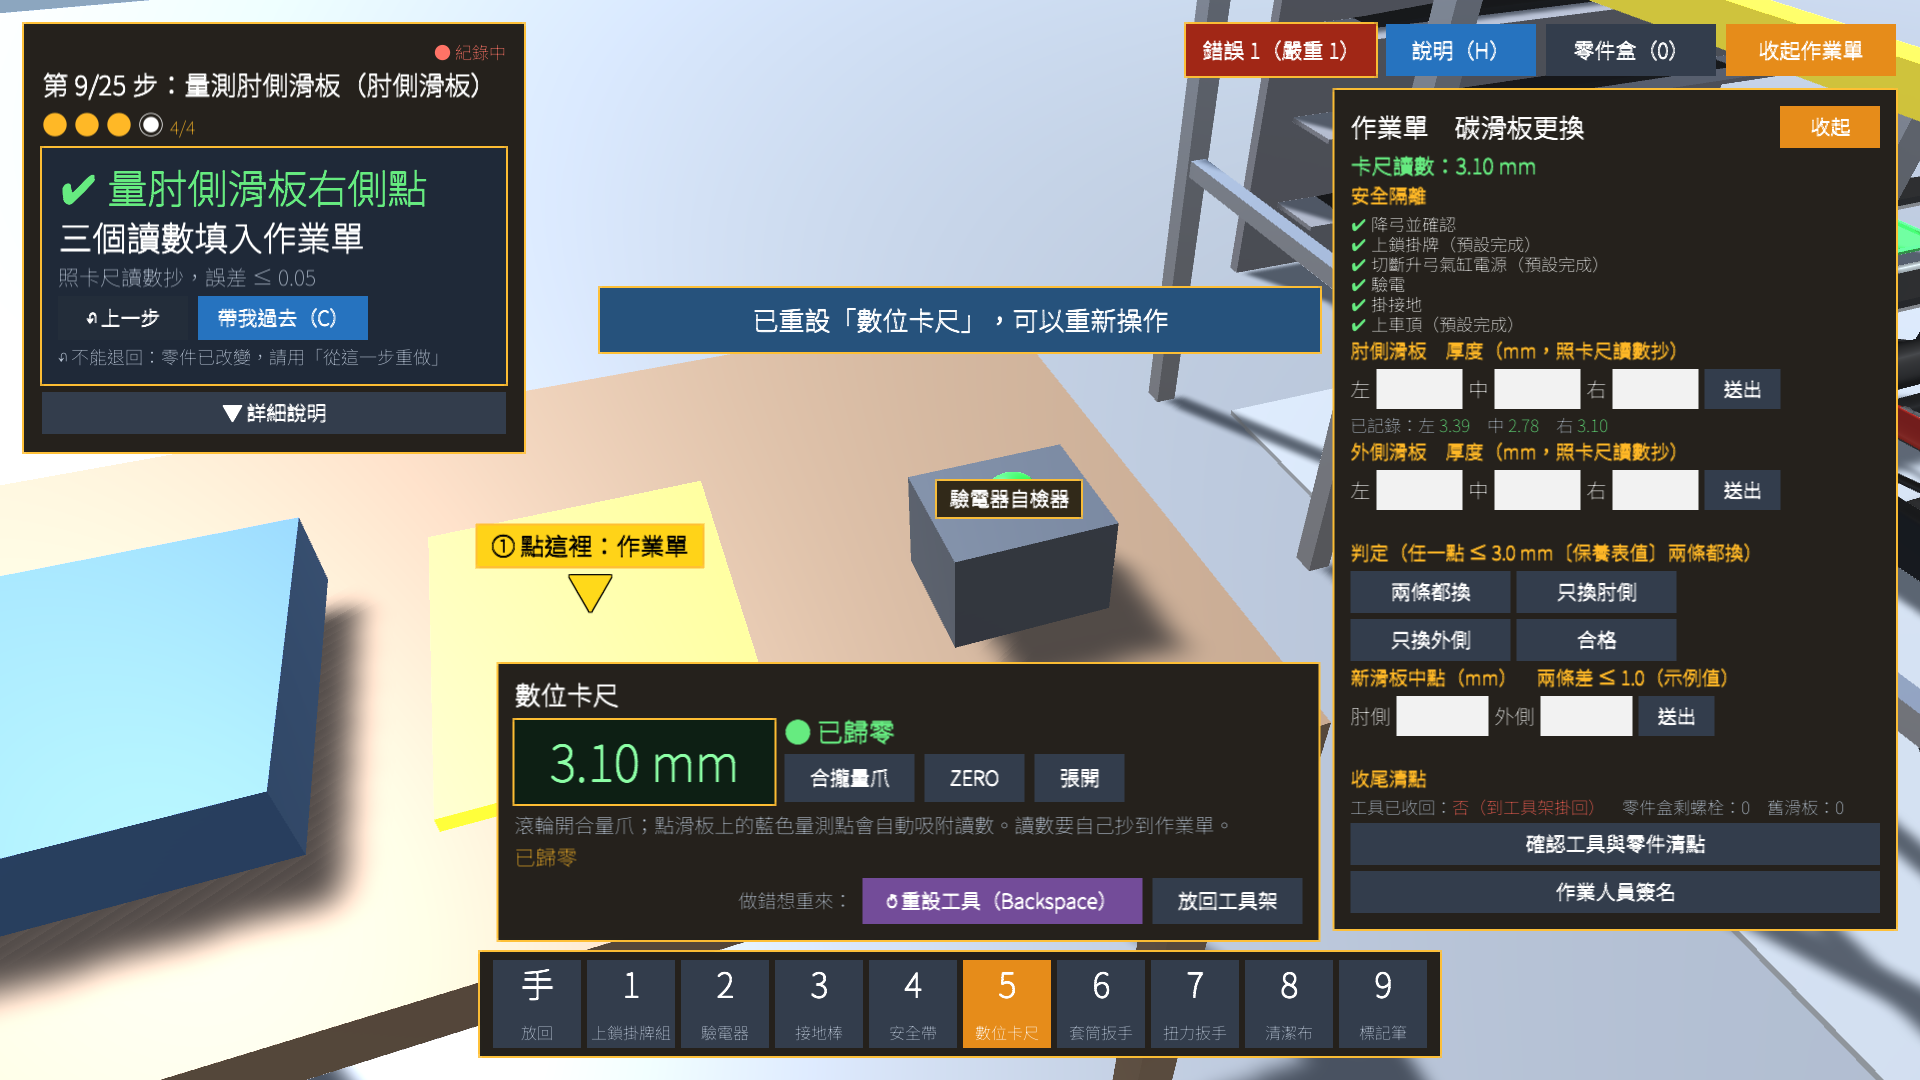 紀錄中
第 9/25 步：量測肘側滑板（肘側滑板）
4/4
✔ 量肘側滑板右側點
三個讀數填入作業單
照卡尺讀數抄，誤差 ≤ 0.05
上一步
帶我過去（C）
不能退回：零件已改變，請用「從這一步重做」
▼詳細說明
錯誤 1（嚴重 1）
說明（H）
零件盒（0）
收起作業單
已重設「數位卡尺」，可以重新操作
驗電器自檢器
① 點這裡：作業單
作業單　碳滑板更換
收起
卡尺讀數：3.10 mm
安全隔離
✔ 降弓並確認
✔ 上鎖掛牌（預設完成）
✔ 切斷升弓氣缸電源（預設完成）
✔ 驗電
✔ 掛接地
✔ 上車頂（預設完成）
肘側滑板　厚度（mm，照卡尺讀數抄）
左 中 右 送出
已記錄：左 3.39　中 2.78　右 3.10
外側滑板　厚度（mm，照卡尺讀數抄）
左 中 右 送出
判定（任一點 ≤ 3.0 mm〔保養表值〕兩條都換）
兩條都換
只換肘側
只換外側
合格
新滑板中點（mm）　兩條差 ≤ 1.0（示例值）
肘側 外側 送出
收尾清點
工具已收回：否（到工具架掛回）　零件盒剩螺栓：0　舊滑板：0
確認工具與零件清點
作業人員簽名
數位卡尺
3.10 mm
已歸零
合攏量爪
ZERO
張開
滾輪開合量爪；點滑板上的藍色量測點會自動吸附讀數。讀數要自己抄到作業單。
已歸零
做錯想重來：
重設工具（Backspace）
放回工具架
手 放回
1 上鎖掛牌組
2 驗電器
3 接地棒
4 安全帶
5 數位卡尺
6 套筒扳手
7 扭力扳手
8 清潔布
9 標記筆